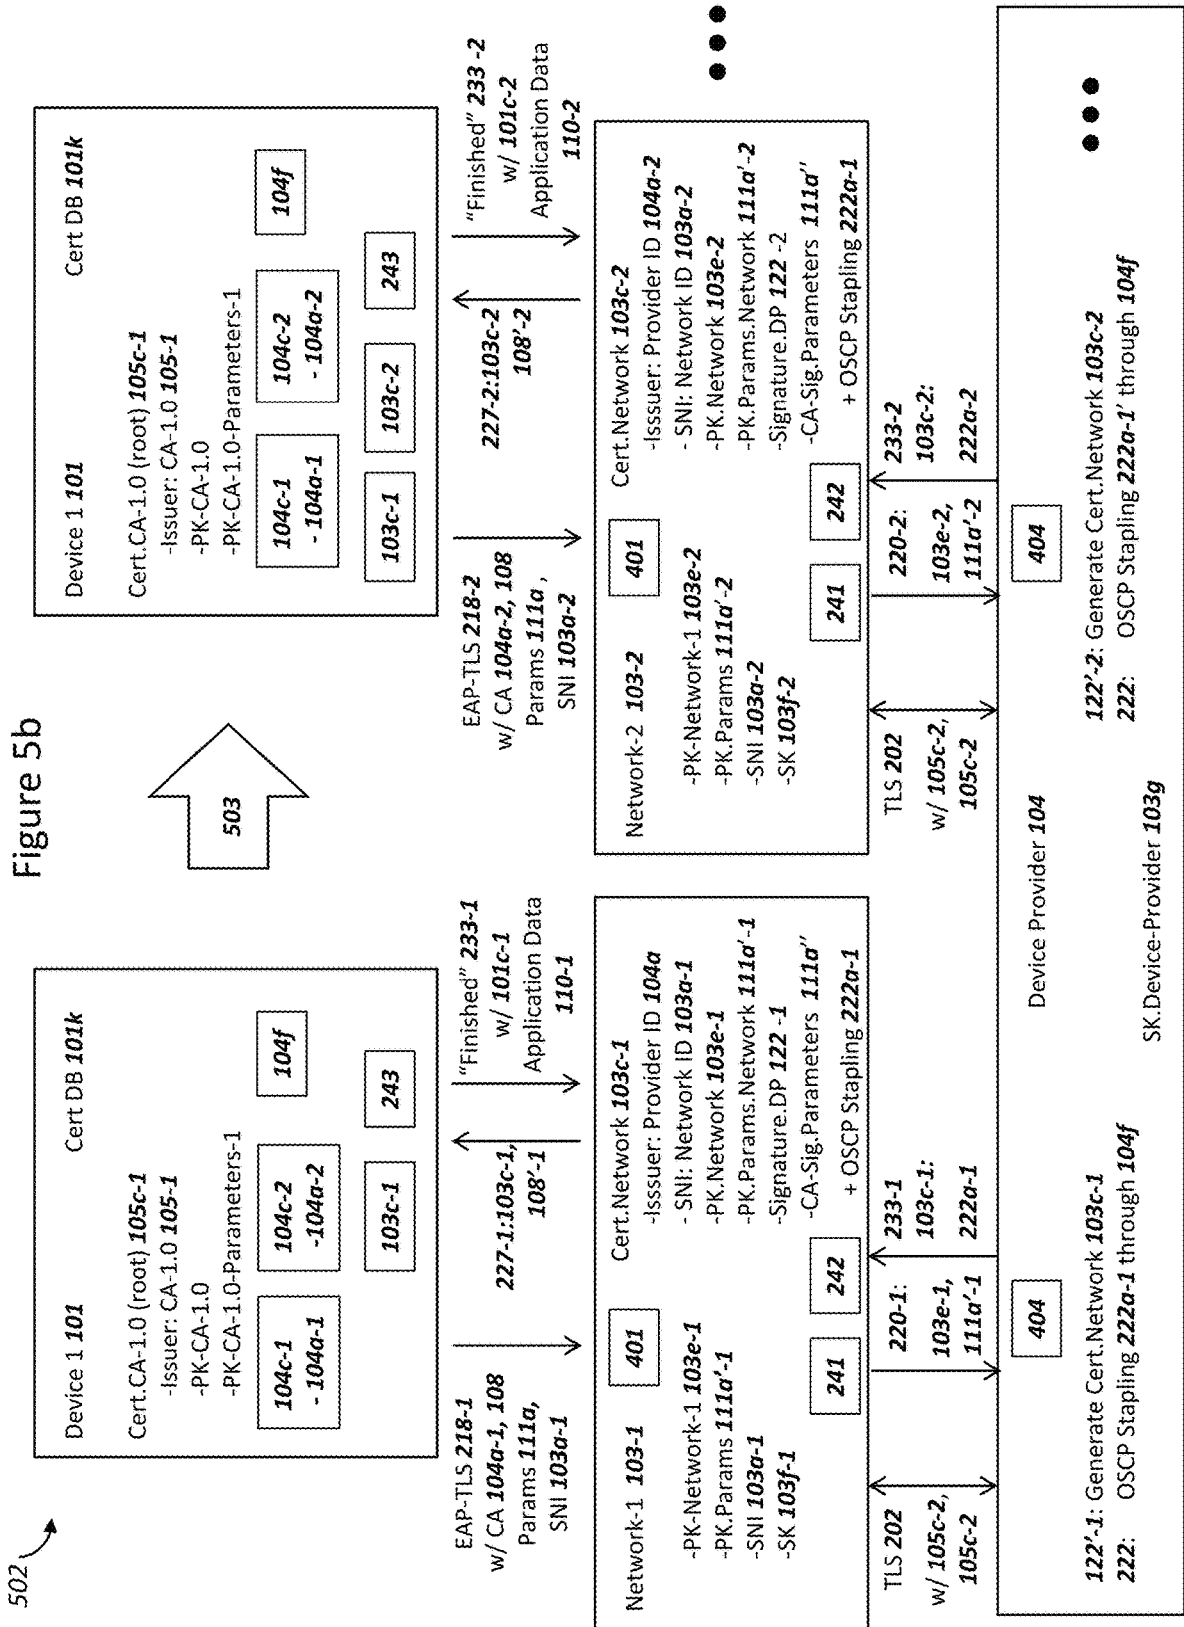 Figure 5b
502
Device 1 101
Cert DB 101k
Cert.CA-1.0 (root) 105c-1
-Issuer: CA-1.0 105-1
-PK-CA-1.0
-PK-CA-1.0-Parameters-1
104c-1
- 104a-1
104c-2
-104a-2
104f
103c-1
243
503
Device 1 101
Cert DB 101k
Cert.CA-1.0 (root) 105c-1
-Issuer: CA-1.0 105-1
-PK-CA-1.0
-PK-CA-1.0-Parameters-1
104c-1
- 104a-1
104c-2
- 104a-2
104f
103c-1
103c-2
243
EAP-TLS 218-1
w/ CA 104a-1, 108
Params 111a,
SNI 103a-1
227-1:103c-1,
108'-1
"Finished" 233-1
w/ 101c-1
Application Data
110-1
EAP-TLS 218-2
w/ CA 104a-2, 108
Params 111a ,
SNI 103a-2
227-2:103c-2
108'-2
"Finished" 233 -2
w/ 101c-2
Application Data
110-2
Network-1 103-1
401
-PK-Network-1 103e-1
-PK.Params 111a'-1
-SNI 103a-1
-SK 103f-1
241
242
Cert.Network 103c-1
-Isssuer: Provider ID 104a
- SNI: Network ID 103a-1
-PK.Network 103e-1
-PK.Params.Network 111a'-1
-Signature.DP 122 -1
-CA-Sig.Parameters 111a''
+ OSCP Stapling 222a-1
Network-2 103-2
401
-PK-Network-1 103e-2
-PK.Params 111a'-2
-SNI 103a-2
-SK 103f-2
241
242
Cert.Network 103c-2
-Isssuer: Provider ID 104a-2
- SNI: Network ID 103a-2
-PK.Network 103e-2
-PK.Params.Network 111a'-2
-Signature.DP 122 -2
-CA-Sig.Parameters 111a''
+ OSCP Stapling 222a-1
TLS 202
w/ 105c-2,
105c-2
220-1:
103e-1,
111a'-1
233-1
103c-1:
222a-1
TLS 202
w/ 105c-2,
105c-2
220-2:
103e-2,
111a'-2
233-2
103c-2:
222a-2
404
Device Provider 104
404
122'-1: Generate Cert.Network 103c-1
222: OSCP Stapling 222a-1 through 104f
SK.Device-Provider 103g
122'-2: Generate Cert.Network 103c-2
222: OSCP Stapling 222a-1' through 104f